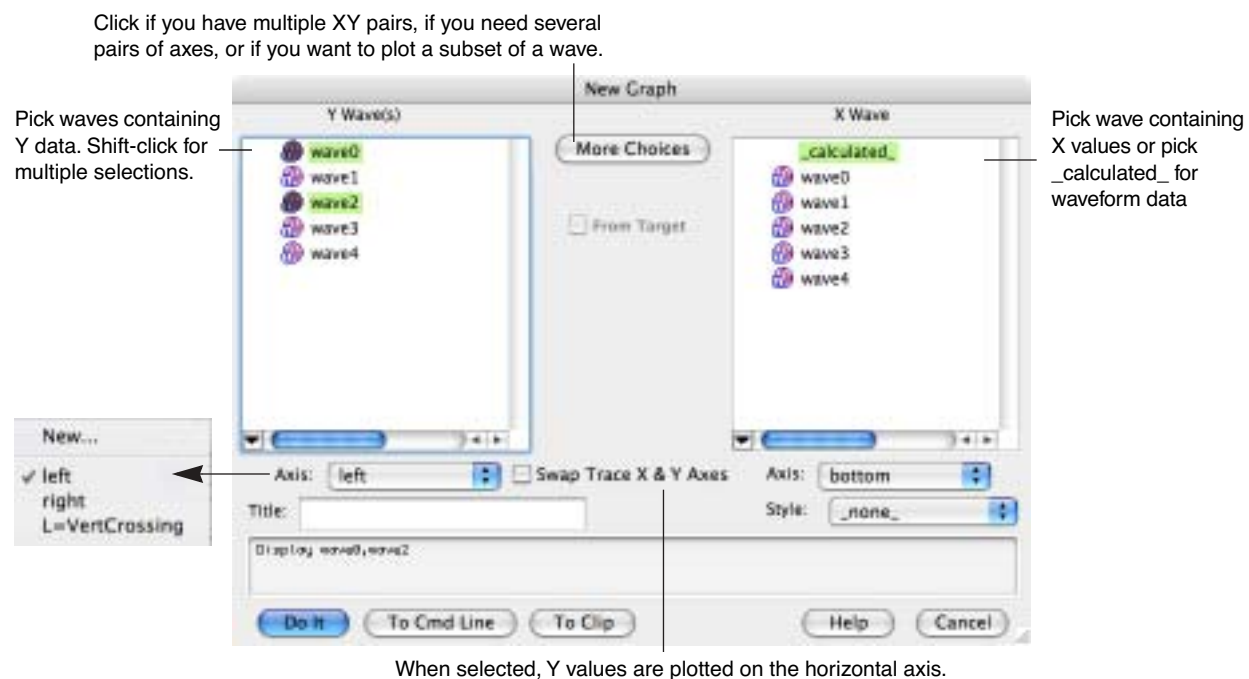 Click if you have multiple XY pairs, if you need several
pairs of axes, or if you want to plot a subset of a wave.
New Graph
Pick waves containing
Y data. Shift-click for
multiple selections.
Y Wave(s)
wave0
wave1
wave2
wave3
wave4
More Choices
From Target
X Wave
_calculated_
wave0
wave1
wave2
wave3
wave4
Pick wave containing
X values or pick
_calculated_ for
waveform data
New...
left
right
L=VertCrossing
Axis: left
Swap Trace X & Y Axes
Axis: bottom
Title:
Style: _none_
Display wave0,wave2
Do It
To Cmd Line
To Clip
Help
Cancel
When selected, Y values are plotted on the horizontal axis.